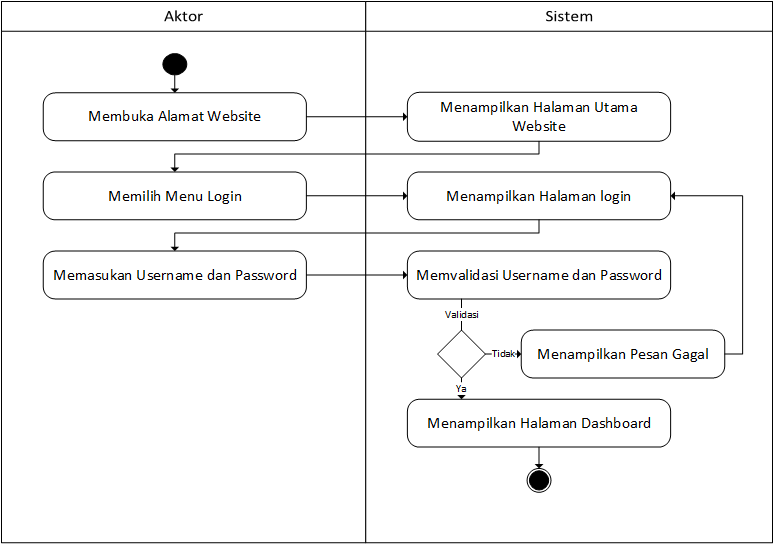 Aktor
Sistem
Membuka Alamat Website
Menampilkan Halaman Utama
Website
Memilih Menu Login
Menampilkan Halaman login
Memasukan Username dan Password
Memvalidasi Username dan Password
Validasi
Tidak
Menampilkan Pesan Gagal
Ya
Menampilkan Halaman Dashboard